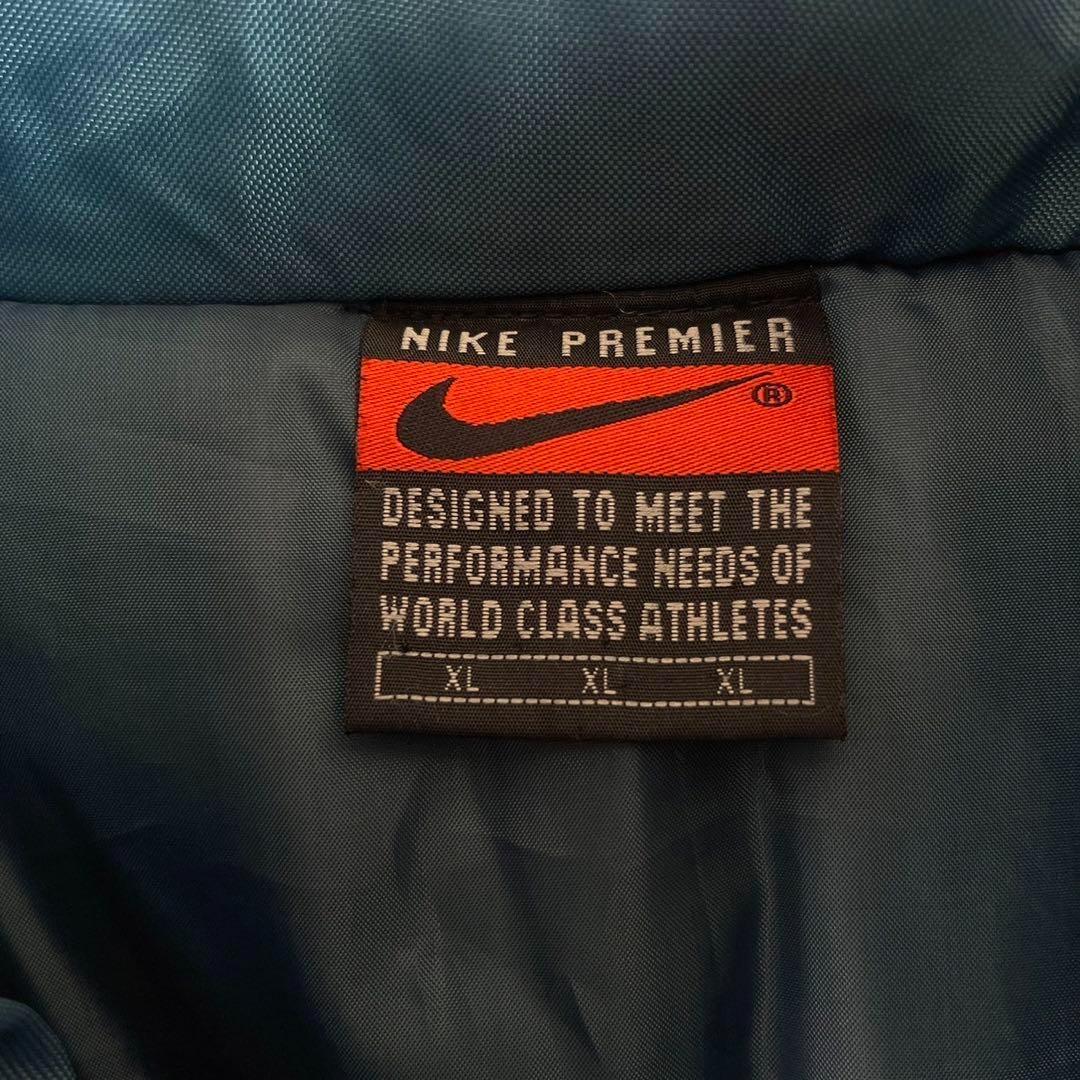 NIKE PREMIER
®
DESIGNED TO MEET THE
PERFORMANCE NEEDS OF
WORLD CLASS ATHLETES
XL XL XL